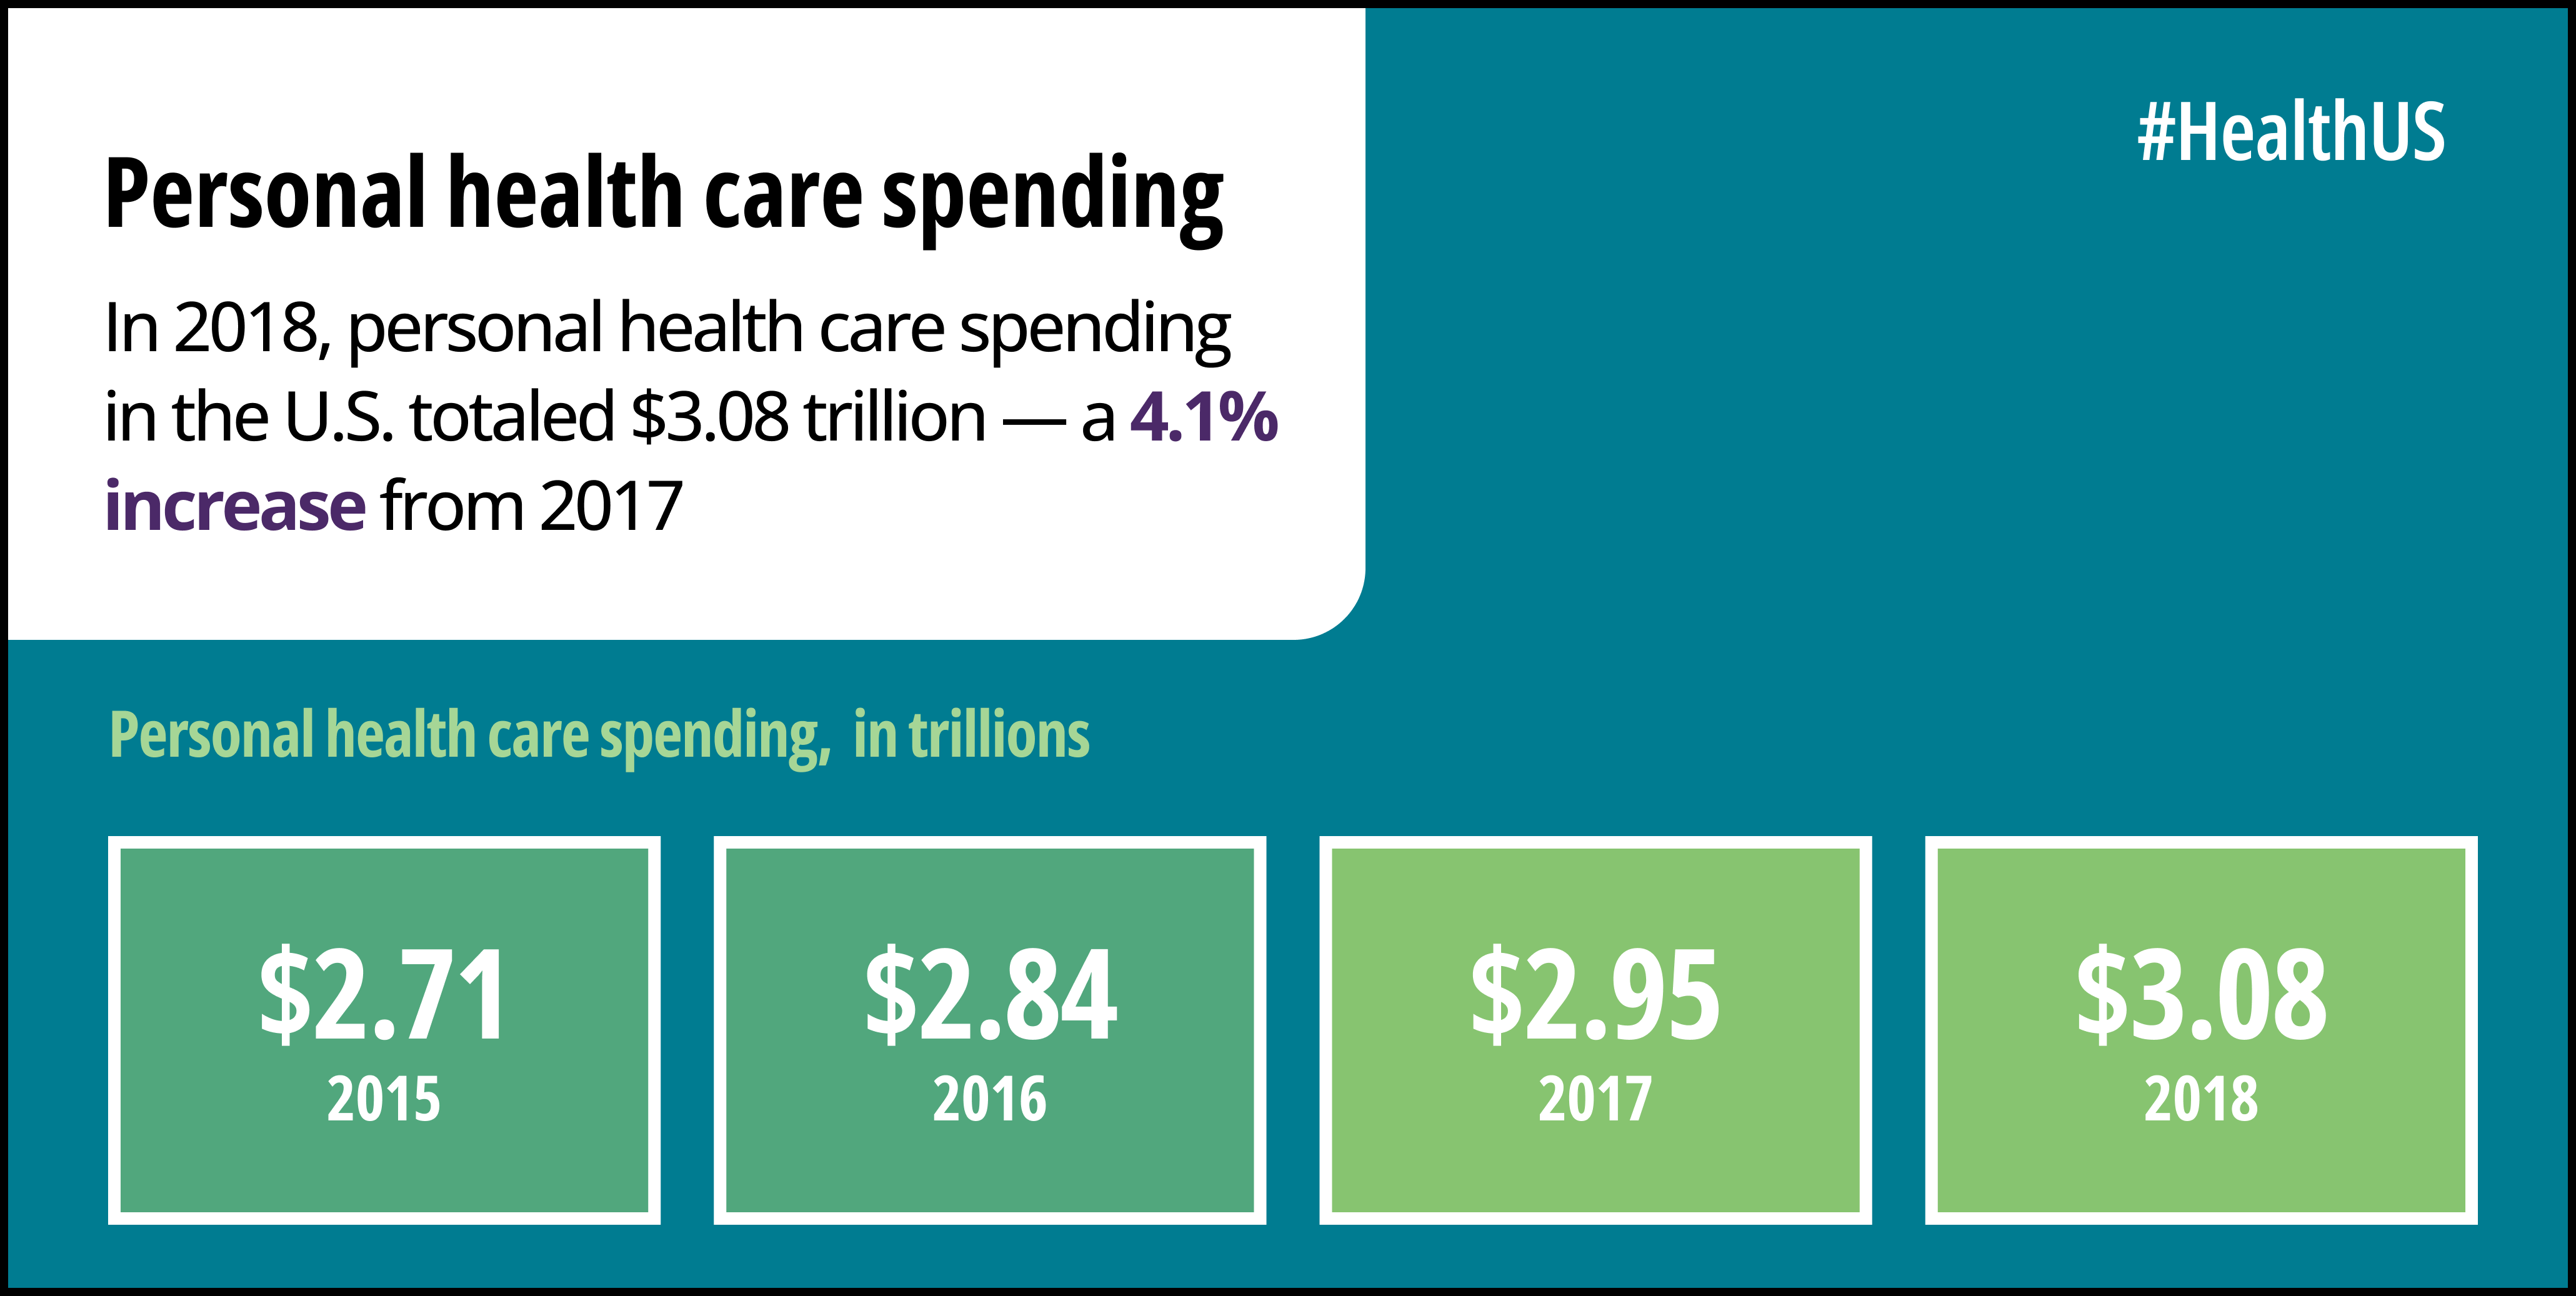 #HealthUS
Personal health care spending
In 2018, personal health care spending
in the U.S. totaled $3.08 trillion — a 4.1%
increase from 2017
Personal health care spending, in trillions
$2.71
2015
$2.84
2016
$2.95
2017
$3.08
2018